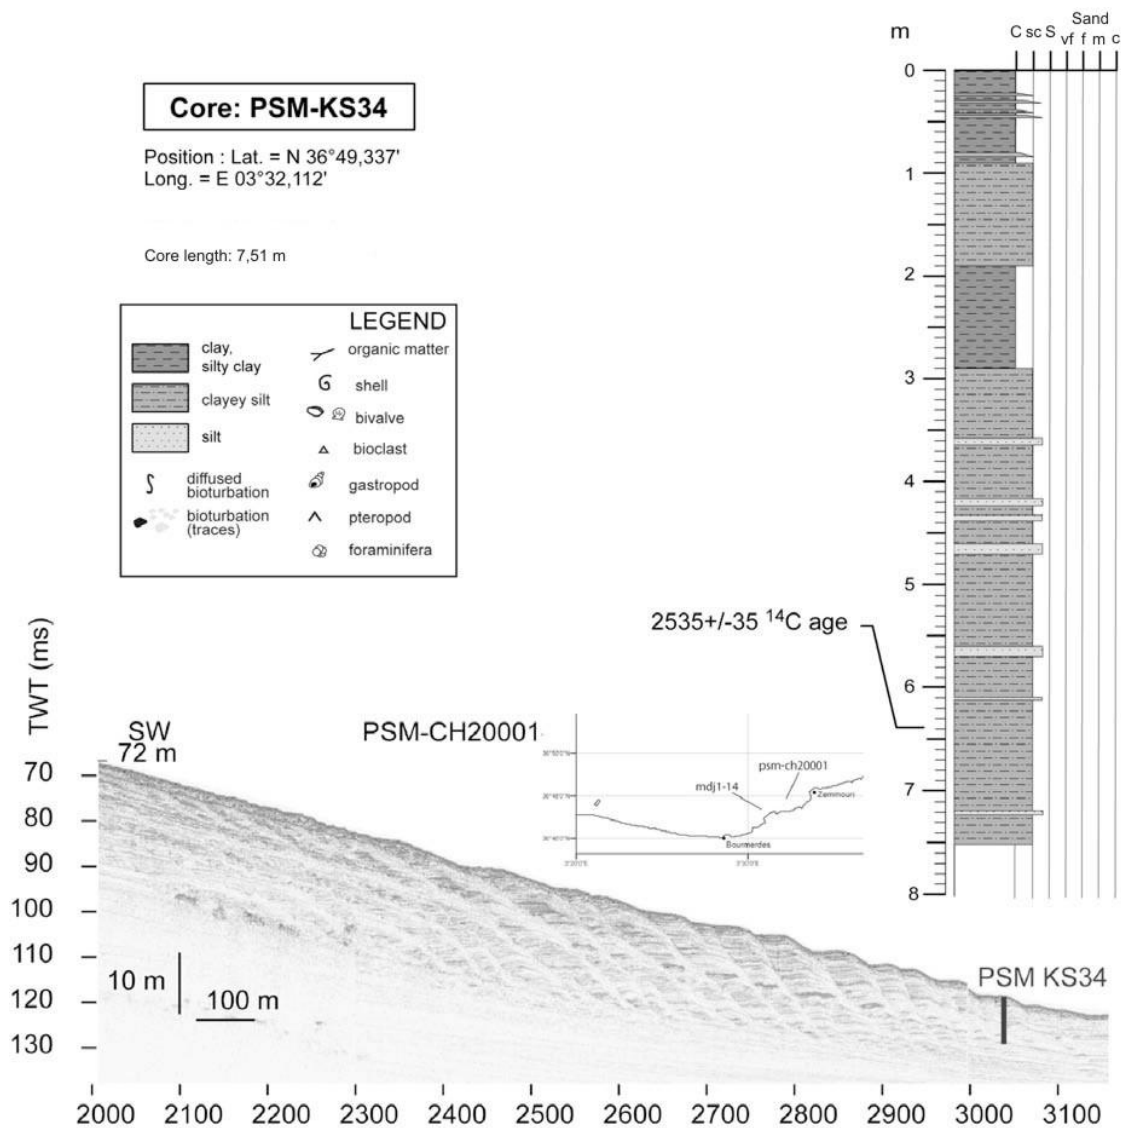 Core: PSM-KS34
Position : Lat. = N 36°49,337'
Long. = E 03°32,112'
Core length: 7,51 m
LEGEND
clay,
silty clay
clayey silt
silt
diffused
bioturbation
bioturbation
(traces)
organic matter
shell
bivalve
bioclast
gastropod
pteropod
foraminifera
m
Sand
C sc S vf f m c
0
1
2
3
4
5
6
7
8
2535+/-35 14C age
TWT (ms)
SW
72 m
PSM-CH20001
psm-ch20001
mdj1-14
Zemmouri
Boumerdes
70
80
90
100
110
120
130
10 m
100 m
PSM KS34
2000 2100 2200 2300 2400 2500 2600 2700 2800 2900 3000 3100